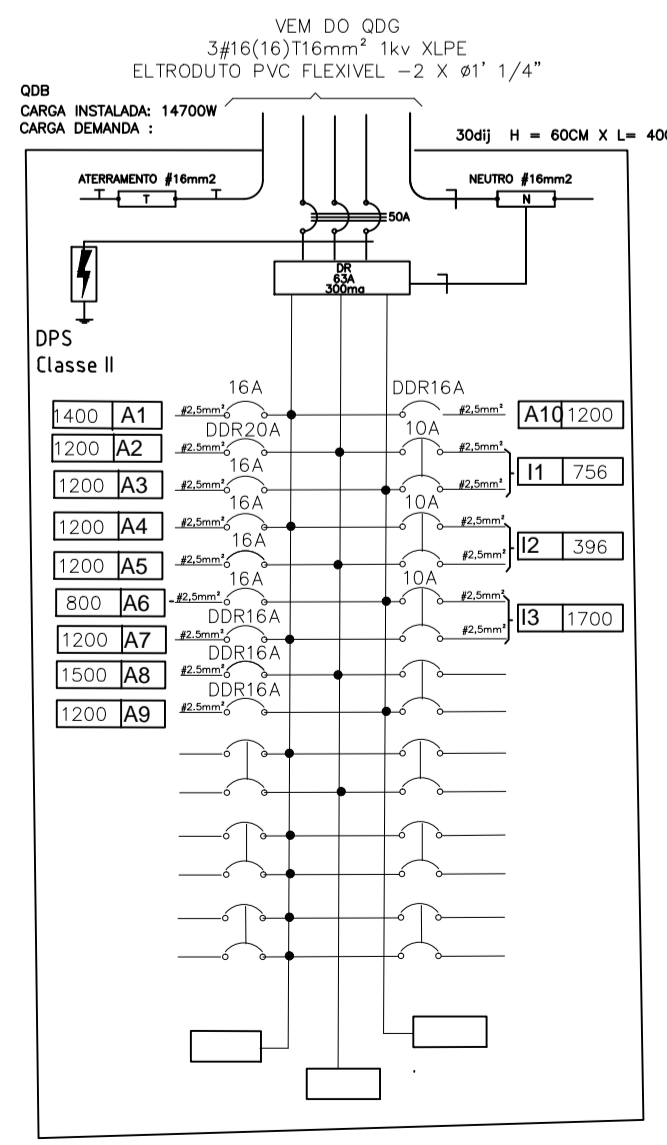 VEM DO QDG
3#16(16)T16mm² 1kv XLPE
ELTRODUTO PVC FLEXIVEL -2 X ø1' 1/4"
QDB
CARGA INSTALADA: 14700W
CARGA DEMANDA :
30dij H = 60CM X L= 40
ATERRAMENTO #16mm2
T
T
T
NEUTRO #16mm2
N
50A
DR
63A
300ma
DPS
Classe II
1400 A1 #2,5mm² 16A
DDR16A #2,5mm² A10 1200
1200 A2 #2.5mm² DDR20A
10A #2,5mm²
1200 A3 #2,5mm² 16A
#2,5mm² I1 756
1200 A4 #2,5mm² 16A
10A #2,5mm²
1200 A5 #2,5mm² 16A
#2,5mm² I2 396
800 A6 #2,5mm² 16A
10A #2,5mm²
1200 A7 #2.5mm² DDR16A
#2,5mm² I3 1700
1500 A8 #2.5mm² DDR16A
1200 A9 #2.5mm² DDR16A